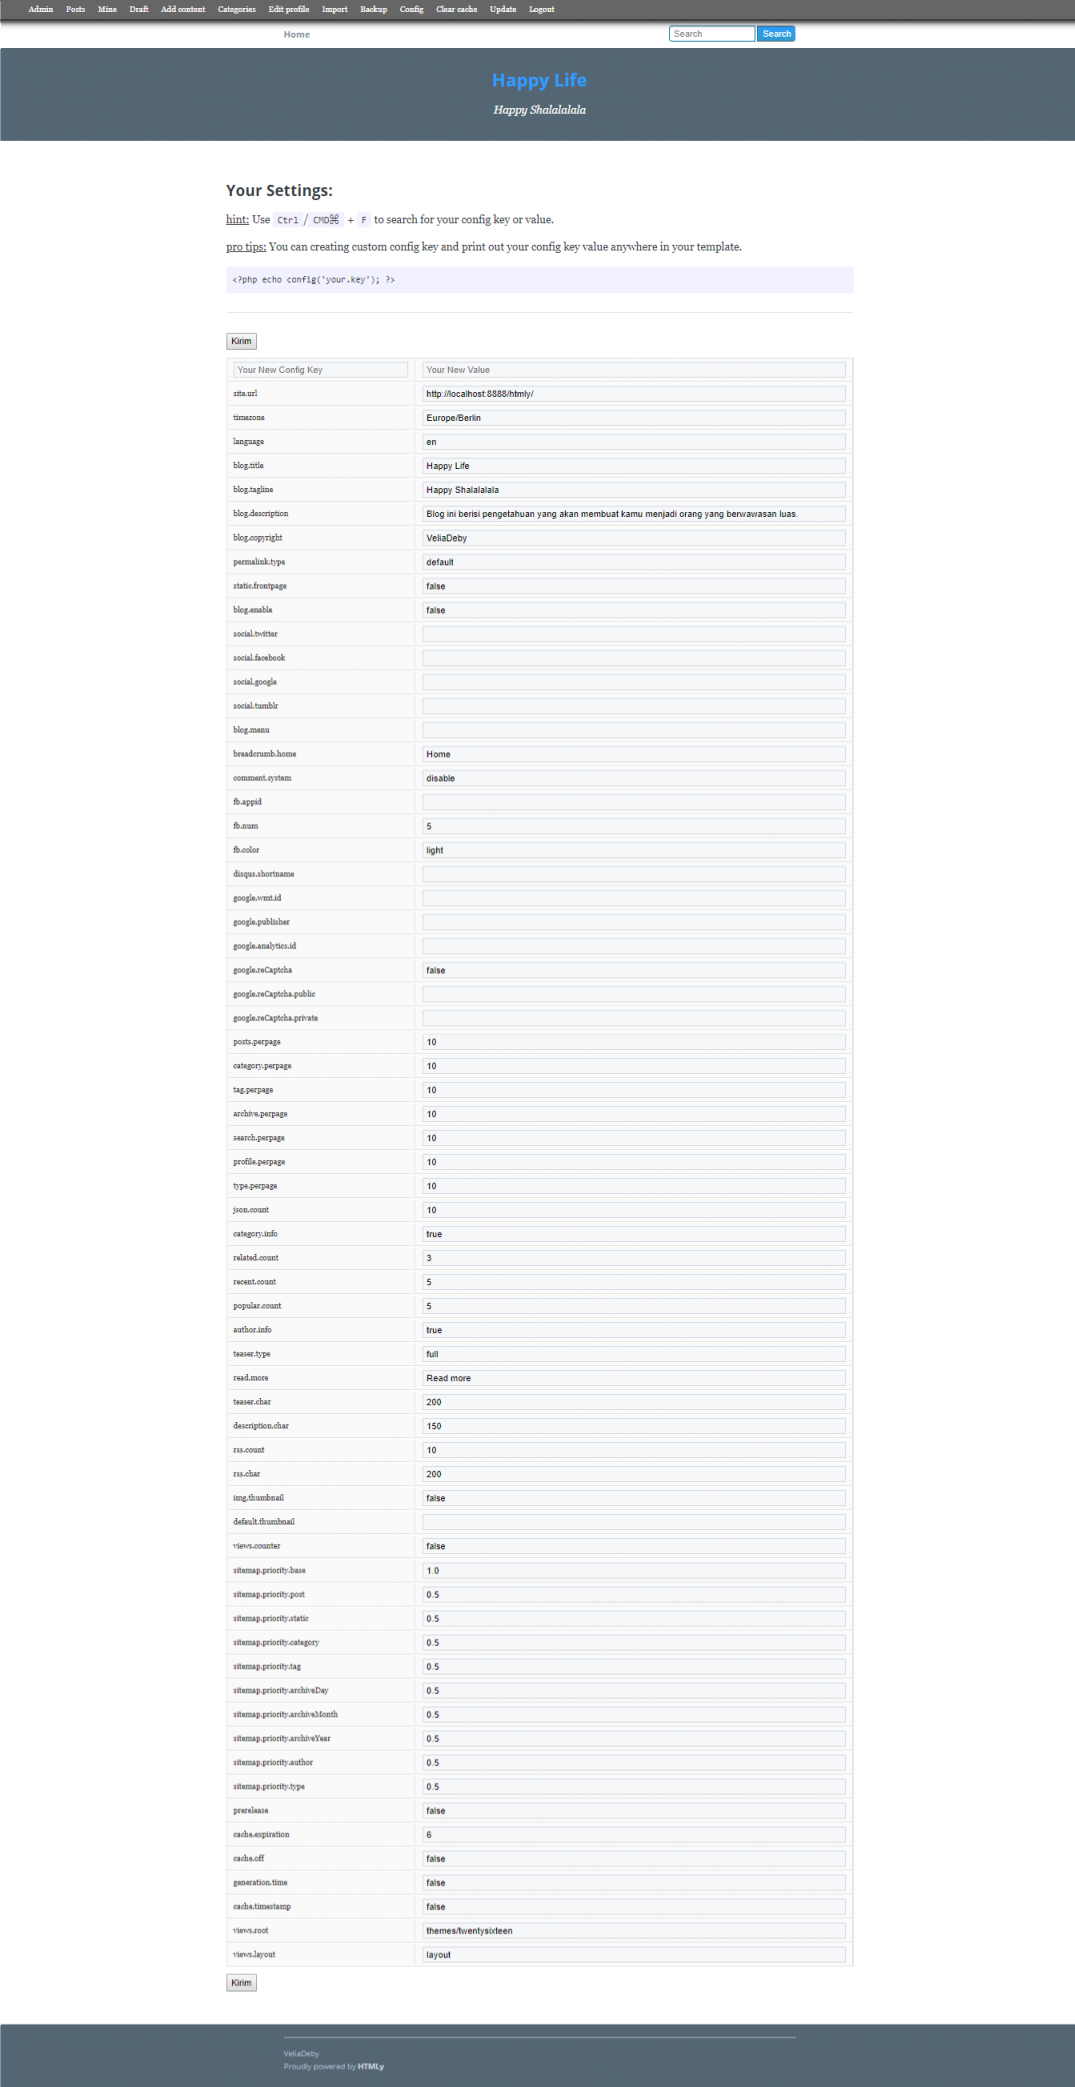 Admin Posts Mine Draft Add content Categories Edit profile Import Backup Config Clear cache Update Logout
Home Search Search
Happy Life
Happy Shalalalala
Your Settings:
hint: Use Ctrl / CMD⌘ + F to search for your config key or value.
pro tips: You can creating custom config key and print out your config key value anywhere in your template.
<?php echo config('your.key'); ?>
Kirim
Your New Config Key Your New Value
site.url http://localhost:8888/htmly/
timezone Europe/Berlin
language en
blog.title Happy Life
blog.tagline Happy Shalalalala
blog.description Blog ini berisi pengetahuan yang akan membuat kamu menjadi orang yang berwawasan luas.
blog.copyright VeliaDeby
permalink.type default
static.frontpage false
blog.enable false
social.twitter
social.facebook
social.google
social.tumblr
blog.menu
breadcrumb.home Home
comment.system disable
fb.appid
fb.num 5
fb.color light
disqus.shortname
google.wmt.id
google.publisher
google.analytics.id
google.reCaptcha false
google.reCaptcha.public
google.reCaptcha.private
posts.perpage 10
category.perpage 10
tag.perpage 10
archive.perpage 10
search.perpage 10
profile.perpage 10
type.perpage 10
json.count 10
category.info true
related.count 3
recent.count 5
popular.count 5
author.info true
teaser.type full
read.more Read more
teaser.char 200
description.char 150
rss.count 10
rss.char 200
img.thumbnail false
default.thumbnail
views.counter false
sitemap.priority.base 1.0
sitemap.priority.post 0.5
sitemap.priority.static 0.5
sitemap.priority.category 0.5
sitemap.priority.tag 0.5
sitemap.priority.archiveDay 0.5
sitemap.priority.archiveMonth 0.5
sitemap.priority.archiveYear 0.5
sitemap.priority.author 0.5
sitemap.priority.type 0.5
prerelease false
cache.expiration 6
cache.off false
generation.time false
cache.timestamp false
views.root themes/twentysixteen
views.layout layout
Kirim
VeliaDeby
Proudly powered by HTMLy